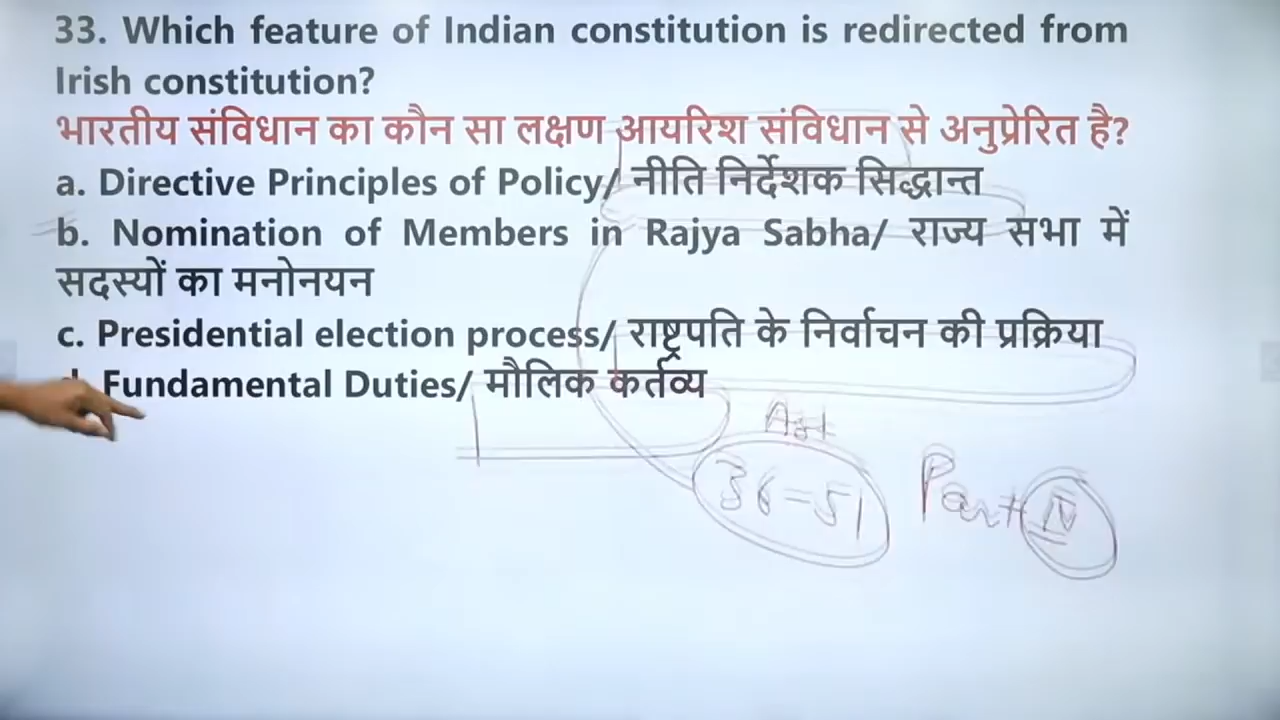 33. Which feature of Indian constitution is redirected from
Irish constitution?
भारतीय संविधान का कौन सा लक्षण आयरिश संविधान से अनुप्रेरित है?
a. Directive Principles of Policy/ नीति निर्देशक सिद्धान्त
b. Nomination of Members in Rajya Sabha/ राज्य सभा में
सदस्यों का मनोनयन
c. Presidential election process/ राष्ट्रपति के निर्वाचन की प्रक्रिया
Fundamental Duties/ मौलिक कर्तव्य
36-51 Part IV